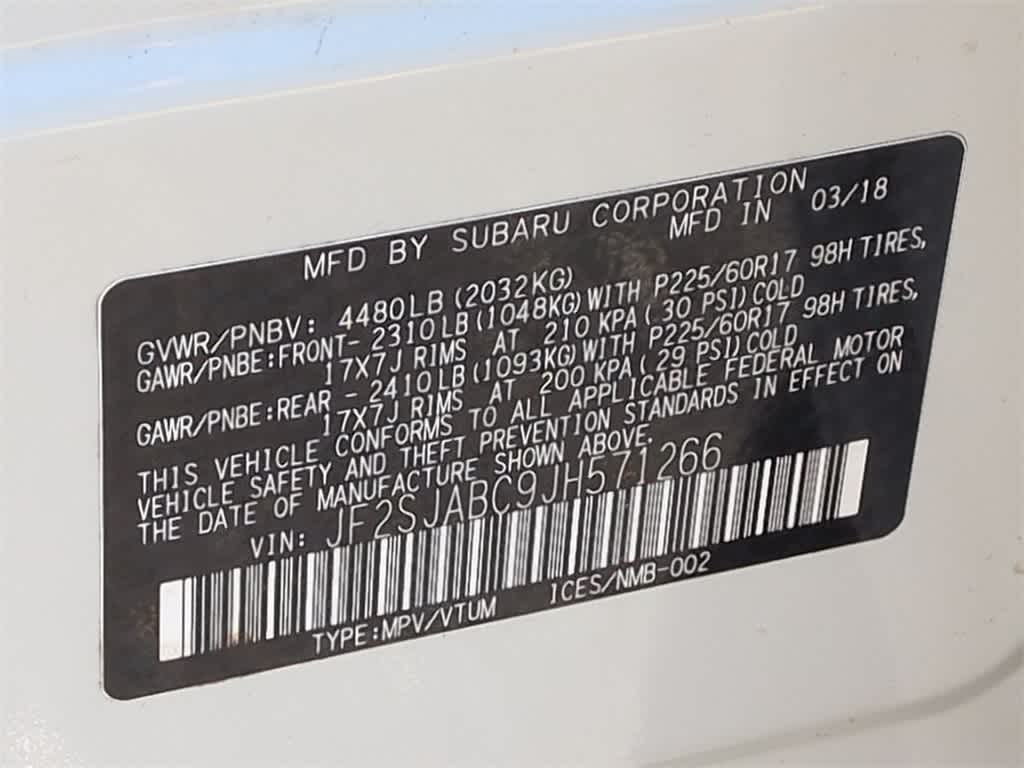 MFD BY SUBARU CORPORATION
MFD IN 03/18
GVWR/PNBV: 4480LB (2032KG)
GAWR/PNBE:FRONT- 2310LB (1048KG) WITH P225/60R17 98H TIRES,
17X7J RIMS AT 210 KPA ( 30 PSI) COLD
GAWR/PNBE:REAR - 2410LB (1093KG) WITH P225/60R17 98H TIRES,
17X7J RIMS AT 200 KPA ( 29 PSI) COLD
THIS VEHICLE CONFORMS TO ALL APPLICABLE FEDERAL MOTOR
VEHICLE SAFETY AND THEFT PREVENTION STANDARDS IN EFFECT ON
THE DATE OF MANUFACTURE SHOWN ABOVE.
VIN: JF2SJABC9JH571266
TYPE:MPV/VTUM ICES/NMB-002